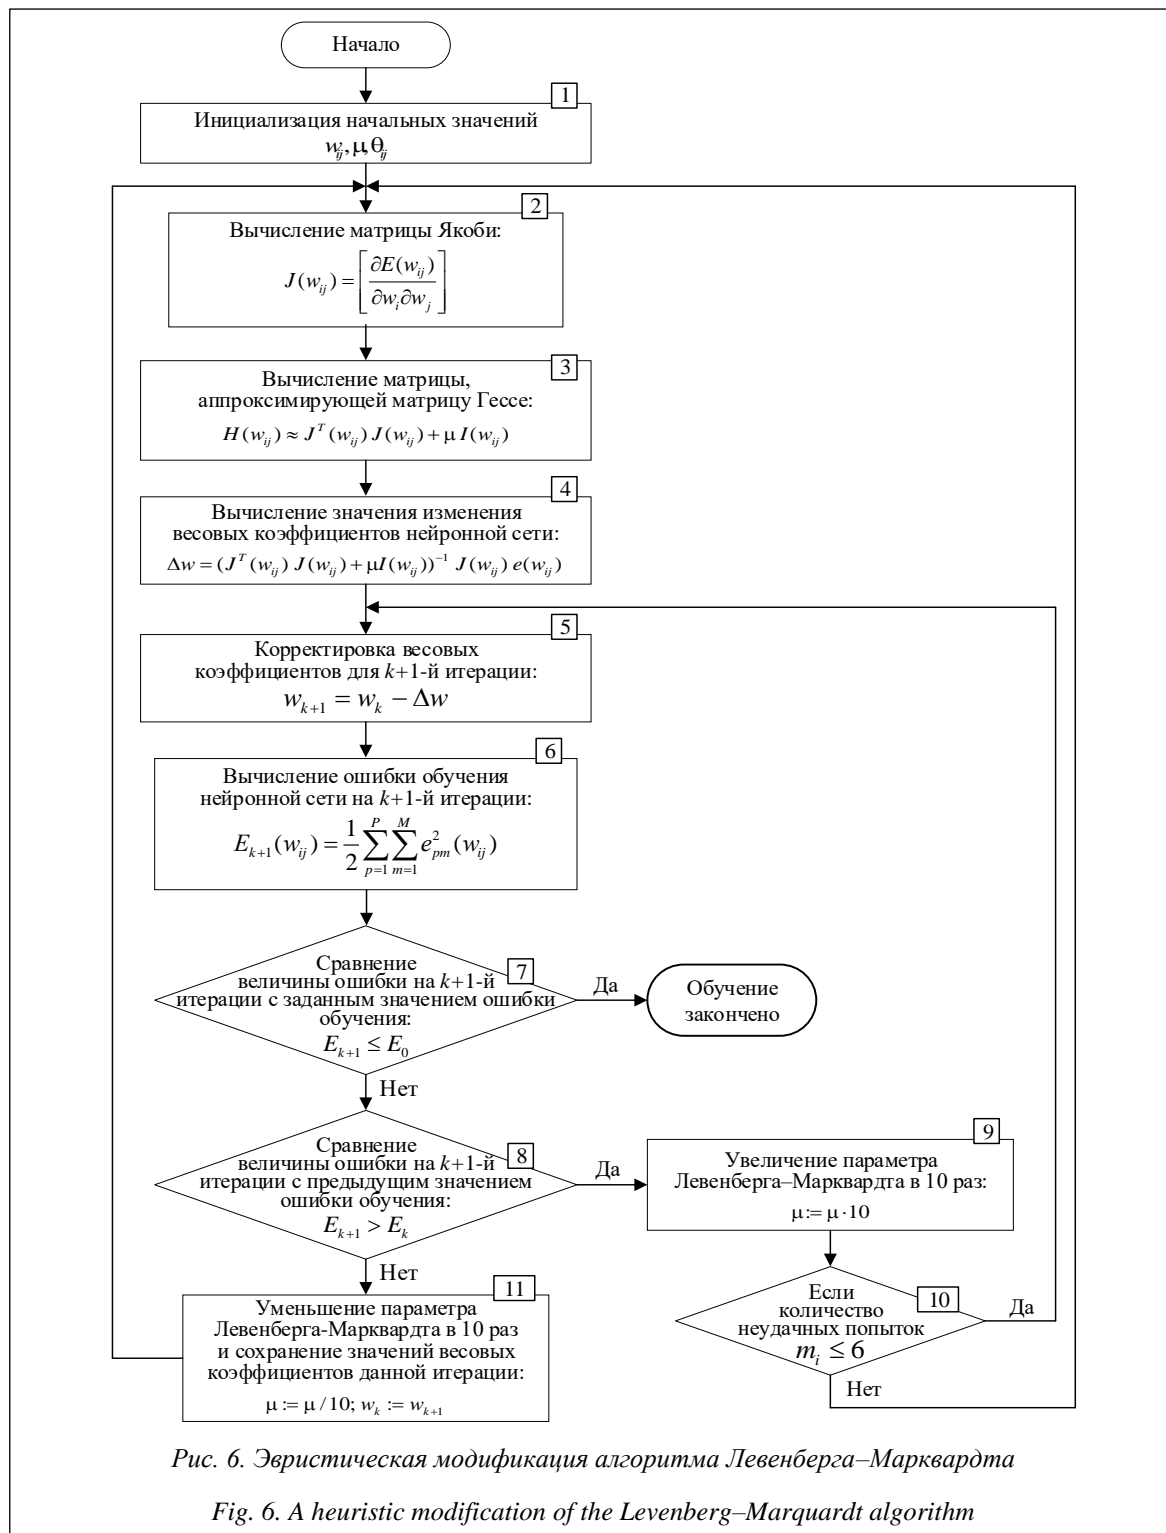 Начало
1
Инициализация начальных значений
w_ij, μ, θ_ij
2
Вычисление матрицы Якоби:
J(w_ij) = [∂E(w_ij) / ∂w_i ∂w_j]
3
Вычисление матрицы,
аппроксимирующей матрицу Гессе:
H(w_ij) ≈ J^T(w_ij) J(w_ij) + μ I(w_ij)
4
Вычисление значения изменения
весовых коэффициентов нейронной сети:
Δw = (J^T(w_ij) J(w_ij) + μI(w_ij))^−1 J(w_ij) e(w_ij)
5
Корректировка весовых
коэффициентов для k+1-й итерации:
w_k+1 = w_k − Δw
6
Вычисление ошибки обучения
нейронной сети на k+1-й итерации:
E_k+1(w_ij) = 1/2 ∑_{p=1}^{P} ∑_{m=1}^{M} e²_pm(w_ij)
7
Сравнение
величины ошибки на k+1-й
итерации с заданным значением ошибки
обучения:
E_k+1 ≤ E_0
Да
Обучение
закончено
Нет
8
Сравнение
величины ошибки на k+1-й
итерации с предыдущим значением
ошибки обучения:
E_k+1 > E_k
Да
9
Увеличение параметра
Левенберга–Марквардта в 10 раз:
μ := μ · 10
Нет
10
Если
количество
неудачных попыток
m_i ≤ 6
Да
Нет
11
Уменьшение параметра
Левенберга-Марквардта в 10 раз
и сохранение значений весовых
коэффициентов данной итерации:
μ := μ / 10; w_k := w_k+1
Рис. 6. Эвристическая модификация алгоритма Левенберга–Марквардта
Fig. 6. A heuristic modification of the Levenberg–Marquardt algorithm